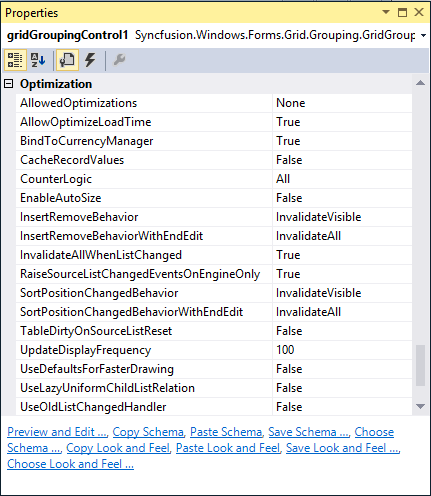 Properties
gridGroupingControl1 Syncfusion.Windows.Forms.Grid.Grouping.GridGroup
Optimization
AllowedOptimizations None
AllowOptimizeLoadTime True
BindToCurrencyManager True
CacheRecordValues False
CounterLogic All
EnableAutoSize False
InsertRemoveBehavior InvalidateVisible
InsertRemoveBehaviorWithEndEdit InvalidateAll
InvalidateAllWhenListChanged True
RaiseSourceListChangedEventsOnEngineOnly True
SortPositionChangedBehavior InvalidateVisible
SortPositionChangedBehaviorWithEndEdit InvalidateAll
TableDirtyOnSourceListReset False
UpdateDisplayFrequency 100
UseDefaultsForFasterDrawing False
UseLazyUniformChildListRelation False
UseOldListChangedHandler False
Preview and Edit ..., Copy Schema, Paste Schema, Save Schema ..., Choose
Schema ..., Copy Look and Feel, Paste Look and Feel, Save Look and Feel ...,
Choose Look and Feel ...